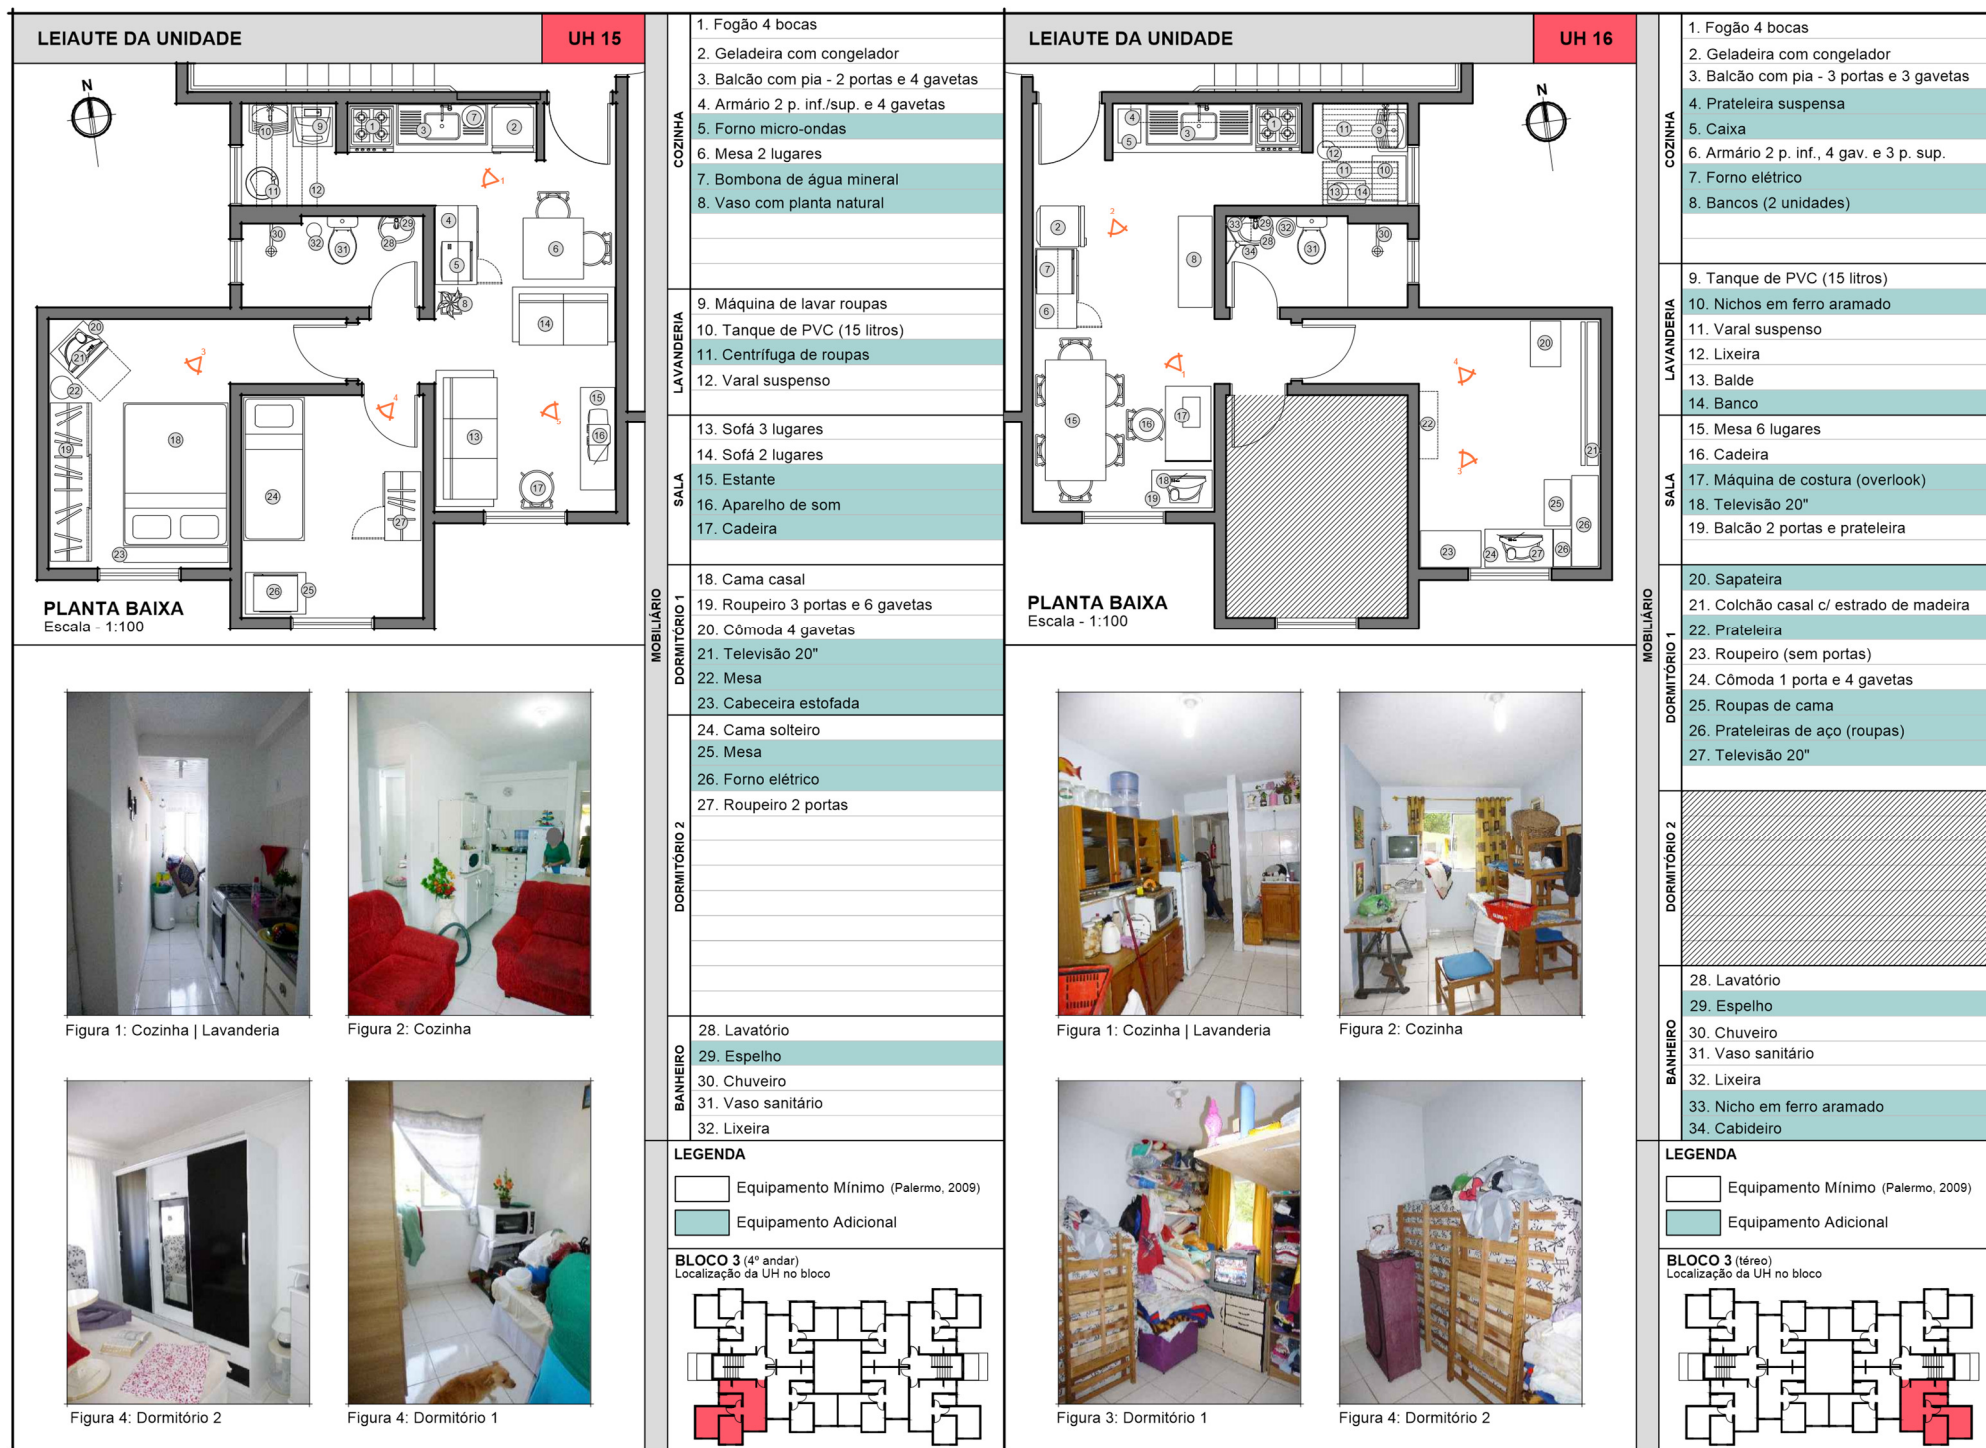 LEIAUTE DA UNIDADE
UH 15
N
PLANTA BAIXA
Escala - 1:100
Figura 1: Cozinha | Lavanderia
Figura 2: Cozinha
Figura 4: Dormitório 2
Figura 4: Dormitório 1
MOBILIÁRIO
COZINHA
1. Fogão 4 bocas
2. Geladeira com congelador
3. Balcão com pia - 2 portas e 4 gavetas
4. Armário 2 p. inf./sup. e 4 gavetas
5. Forno micro-ondas
6. Mesa 2 lugares
7. Bombona de água mineral
8. Vaso com planta natural
LAVANDERIA
9. Máquina de lavar roupas
10. Tanque de PVC (15 litros)
11. Centrífuga de roupas
12. Varal suspenso
SALA
13. Sofá 3 lugares
14. Sofá 2 lugares
15. Estante
16. Aparelho de som
17. Cadeira
DORMITÓRIO 1
18. Cama casal
19. Roupeiro 3 portas e 6 gavetas
20. Cômoda 4 gavetas
21. Televisão 20"
22. Mesa
23. Cabeceira estofada
DORMITÓRIO 2
24. Cama solteiro
25. Mesa
26. Forno elétrico
27. Roupeiro 2 portas
BANHEIRO
28. Lavatório
29. Espelho
30. Chuveiro
31. Vaso sanitário
32. Lixeira
LEGENDA
Equipamento Mínimo (Palermo, 2009)
Equipamento Adicional
BLOCO 3 (4º andar)
Localização da UH no bloco
LEIAUTE DA UNIDADE
UH 16
N
PLANTA BAIXA
Escala - 1:100
Figura 1: Cozinha | Lavanderia
Figura 2: Cozinha
Figura 3: Dormitório 1
Figura 4: Dormitório 2
MOBILIÁRIO
COZINHA
1. Fogão 4 bocas
2. Geladeira com congelador
3. Balcão com pia - 3 portas e 3 gavetas
4. Prateleira suspensa
5. Caixa
6. Armário 2 p. inf., 4 gav. e 3 p. sup.
7. Forno elétrico
8. Bancos (2 unidades)
LAVANDERIA
9. Tanque de PVC (15 litros)
10. Nichos em ferro aramado
11. Varal suspenso
12. Lixeira
13. Balde
14. Banco
SALA
15. Mesa 6 lugares
16. Cadeira
17. Máquina de costura (overlook)
18. Televisão 20"
19. Balcão 2 portas e prateleira
DORMITÓRIO 1
20. Sapateira
21. Colchão casal c/ estrado de madeira
22. Prateleira
23. Roupeiro (sem portas)
24. Cômoda 1 porta e 4 gavetas
25. Roupas de cama
26. Prateleiras de aço (roupas)
27. Televisão 20"
DORMITÓRIO 2
BANHEIRO
28. Lavatório
29. Espelho
30. Chuveiro
31. Vaso sanitário
32. Lixeira
33. Nicho em ferro aramado
34. Cabideiro
LEGENDA
Equipamento Mínimo (Palermo, 2009)
Equipamento Adicional
BLOCO 3 (téreo)
Localização da UH no bloco